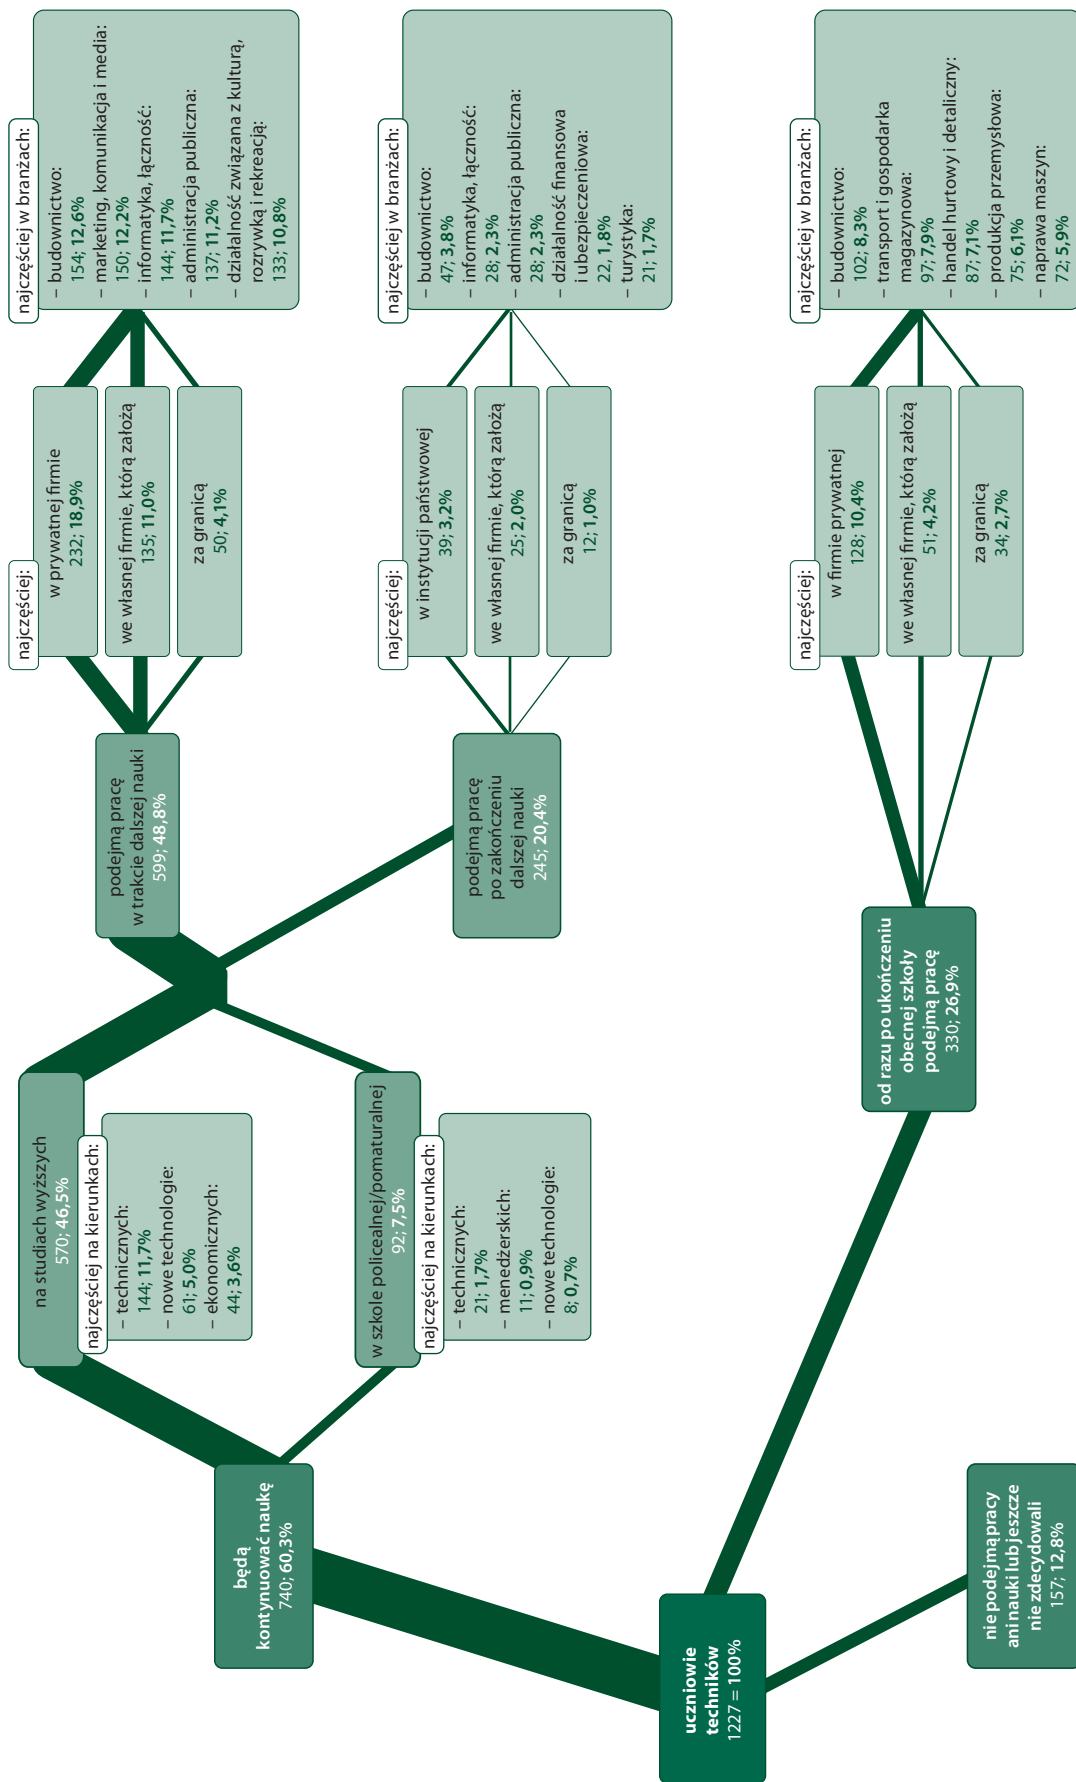 uczniowie
techników
1227 = 100%
będą
kontynuować naukę
740; 60,3%
na studiach wyższych
570; 46,5%
najczęściej na kierunkach:
– technicznych:
144; 11,7%
– nowe technologie:
61; 5,0%
– ekonomicznych:
44; 3,6%
w szkole policealnej/pomaturalnej
92; 7,5%
najczęściej na kierunkach:
– technicznych:
21; 1,7%
– menedżerskich:
11; 0,9%
– nowe technologie:
8; 0,7%
podejmą pracę
w trakcie dalszej nauki
599; 48,8%
najczęściej:
w prywatnej firmie
232; 18,9%
we własnej firmie, którą założą
135; 11,0%
za granicą
50; 4,1%
najczęściej w branżach:
– budownictwo:
154; 12,6%
– marketing, komunikacja i media:
150; 12,2%
– informatyka, łączność:
144; 11,7%
– administracja publiczna:
137; 11,2%
– działalność związana z kulturą,
rozrywką i rekreacją:
133; 10,8%
podejmą pracę
po zakończeniu
dalszej nauki
245; 20,4%
najczęściej:
w instytucji państwowej
39; 3,2%
we własnej firmie, którą założą
25; 2,0%
za granicą
12; 1,0%
najczęściej w branżach:
– budownictwo:
47; 3,8%
– informatyka, łączność:
28; 2,3%
– administracja publiczna:
28; 2,3%
– działalność finansowa
i ubezpieczeniowa:
22, 1,8%
– turystyka:
21; 1,7%
od razu po ukończeniu
obecnej szkoły
podejmą pracę
330; 26,9%
najczęściej:
w firmie prywatnej
128; 10,4%
we własnej firmie, którą założą
51; 4,2%
za granicą
34; 2,7%
najczęściej w branżach:
– budownictwo:
102; 8,3%
– transport i gospodarka
magazynowa:
97; 7,9%
– handel hurtowy i detaliczny:
87; 7,1%
– produkcja przemysłowa:
75; 6,1%
– naprawa maszyn:
72; 5,9%
nie podejmą pracy
ani nauki lub jeszcze
nie zdecydowali
157; 12,8%